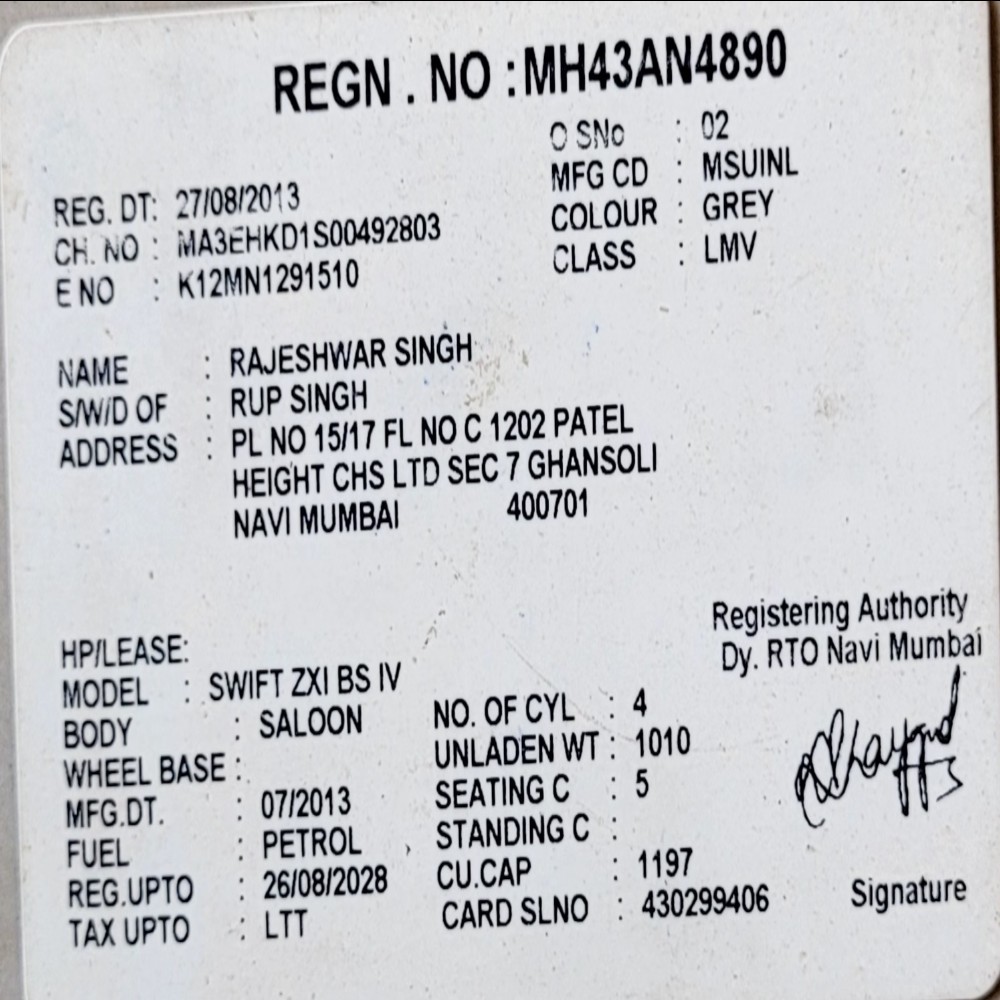 REGN . NO : MH43AN4890
O SNo : 02
REG. DT: 27/08/2013 MFG CD : MSUINL
CH. NO : MA3EHKD1S00492803 COLOUR : GREY
E NO : K12MN1291510 CLASS : LMV
NAME : RAJESHWAR SINGH
S/W/D OF : RUP SINGH
ADDRESS : PL NO 15/17 FL NO C 1202 PATEL
HEIGHT CHS LTD SEC 7 GHANSOLI
NAVI MUMBAI 400701
Registering Authority
Dy. RTO Navi Mumbai
HP/LEASE:
MODEL : SWIFT ZXI BS IV
BODY : SALOON NO. OF CYL : 4
WHEEL BASE : UNLADEN WT : 1010
MFG.DT. : 07/2013 SEATING C : 5
FUEL : PETROL STANDING C :
REG.UPTO : 26/08/2028 CU.CAP : 1197
TAX UPTO : LTT CARD SLNO : 430299406
Signature